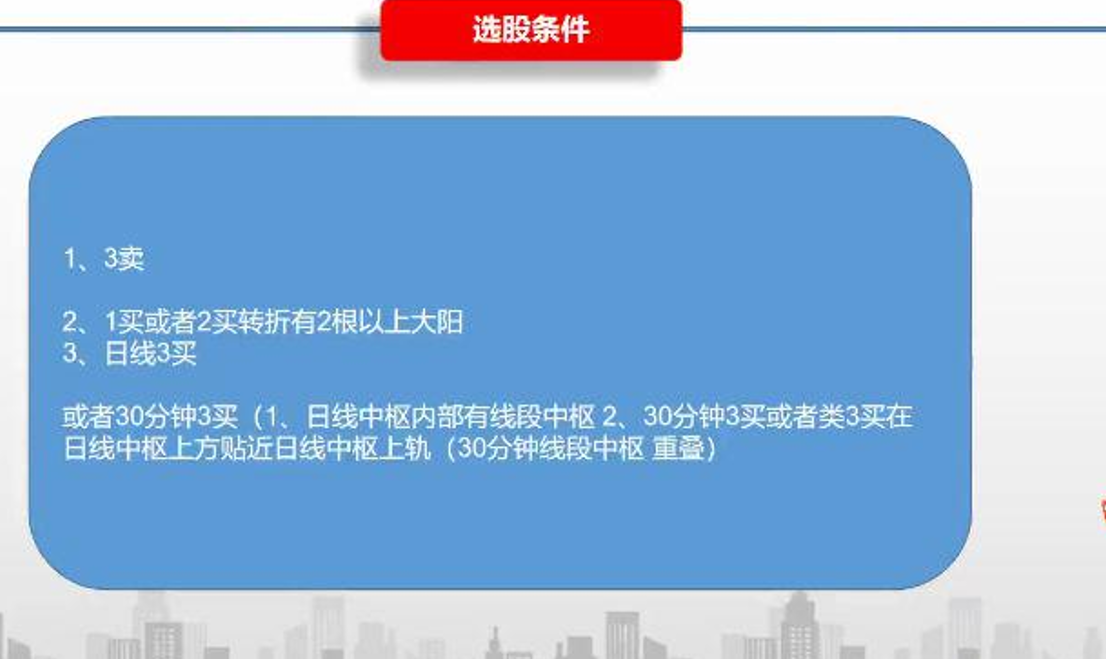 选股条件
1、3卖
2、1买或者2买转折有2根以上大阳
3、日线3买
或者30分钟3买（1、日线中枢内部有线段中枢 2、30分钟3买或者类3买在
日线中枢上方贴近日线中枢上轨（30分钟线段中枢 重叠）